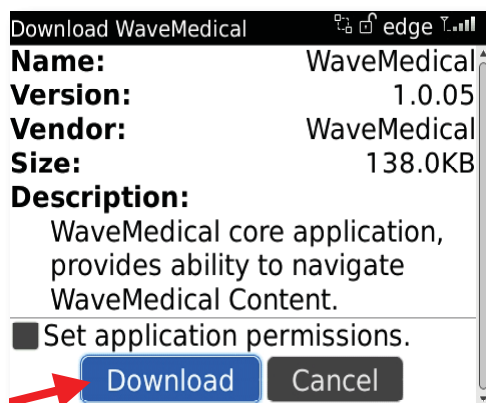 Download WaveMedical edge
Name: WaveMedical
Version: 1.0.05
Vendor: WaveMedical
Size: 138.0KB
Description:
WaveMedical core application,
provides ability to navigate
WaveMedical Content.
Set application permissions.
Download Cancel